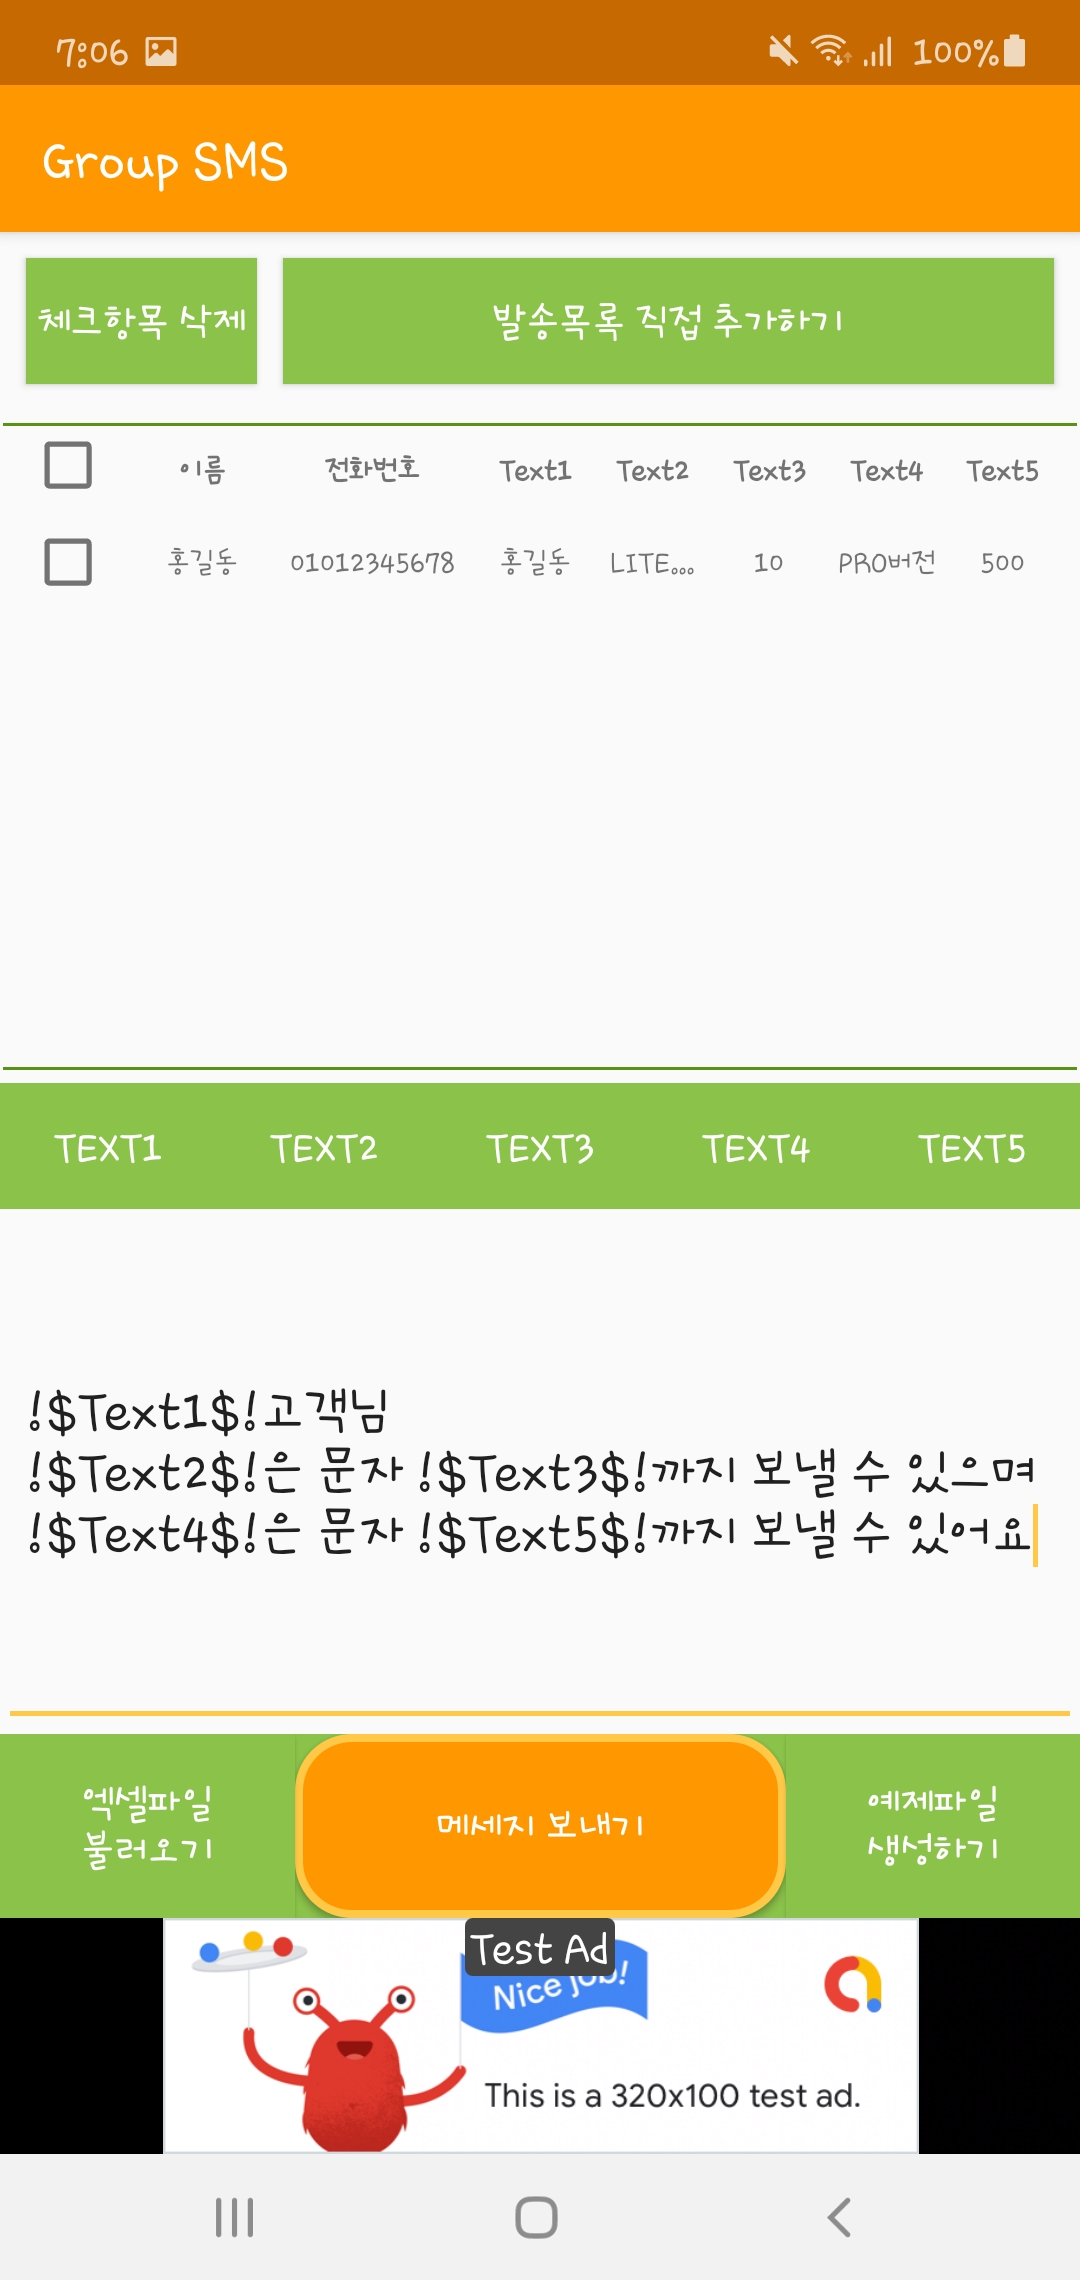 7:06
100%
Group SMS
체크항목 삭제
발송목록 직접 추가하기
이름 전화번호 Text1 Text2 Text3 Text4 Text5
홍길동 01012345678 홍길동 LITE... 10 PRO버전 500
TEXT1 TEXT2 TEXT3 TEXT4 TEXT5
!$Text1$!고객님
!$Text2$!은 문자 !$Text3$!까지 보낼 수 있으며
!$Text4$!은 문자 !$Text5$!까지 보낼 수 있어요
엑셀파일
불러오기
메세지 보내기
예제파일
생성하기
Test Ad
Nice job!
This is a 320x100 test ad.